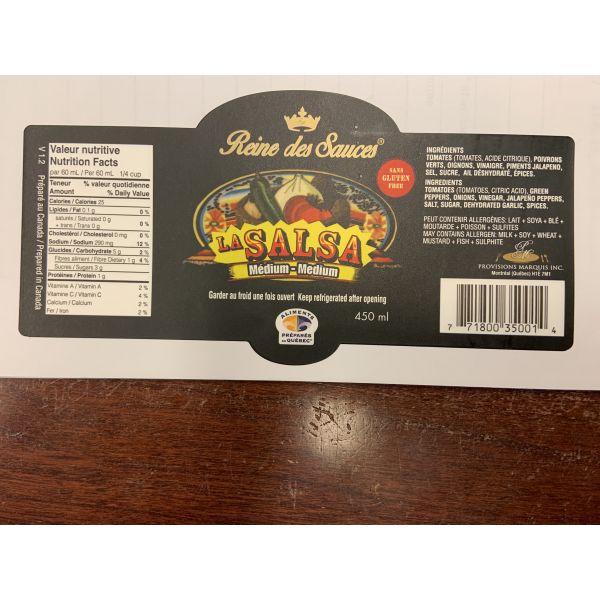 V 1.2 Préparé au Canada / Prepared in Canada
Valeur nutritive
Nutrition Facts
par 60 mL / Per 60 mL 1/4 cup
Teneur % valeur quotidienne
Amount % Daily Value
Calories / Calories 25
Lipides / Fat 0.1 g 0 %
saturés / Saturated 0 g
+ trans / Trans 0 g 0 %
Cholestérol / Cholesterol 0 mg 0 %
Sodium / Sodium 290 mg 12 %
Glucides / Carbohydrate 5 g 2 %
Fibres aliment / Fibre Dietary 1 g 4 %
Sucres / Sugars 3 g
Protéines / Protein 1 g
Vitamine A / Vitamin A 2 %
Vitamine C / Vitamin C 4 %
Calcium / Calcium 2 %
Fer / Iron 2 %
Reine des Sauces®
SANS
GLUTEN
FREE
LA SALSA
Médium - Medium
Garder au froid une fois ouvert Keep refrigerated after opening
450 ml
ALIMENTS
PRÉPARÉS
AU QUÉBEC
INGRÉDIENTS
TOMATES (TOMATES, ACIDE CITRIQUE), POIVRONS
VERTS, OIGNONS, VINAIGRE, PIMENTS JALAPENO,
SEL, SUCRE, AIL DÉSHYDRATÉ, ÉPICES.
INGREDIENTS
TOMATOES (TOMATOES, CITRIC ACID), GREEN
PEPPERS, ONIONS, VINEGAR, JALAPEÑO PEPPERS,
SALT, SUGAR, DEHYDRATED GARLIC, SPICES.
PEUT CONTENIR ALLERGÈNES: LAIT + SOYA + BLÉ +
MOUTARDE + POISSON + SULFITES
MAY CONTAINS ALLERGEN: MILK + SOY + WHEAT +
MUSTARD + FISH + SULPHITE
PROVISIONS MARQUIS INC.
Montréal (Québec) H1E 7M1
7 71800 35001 4